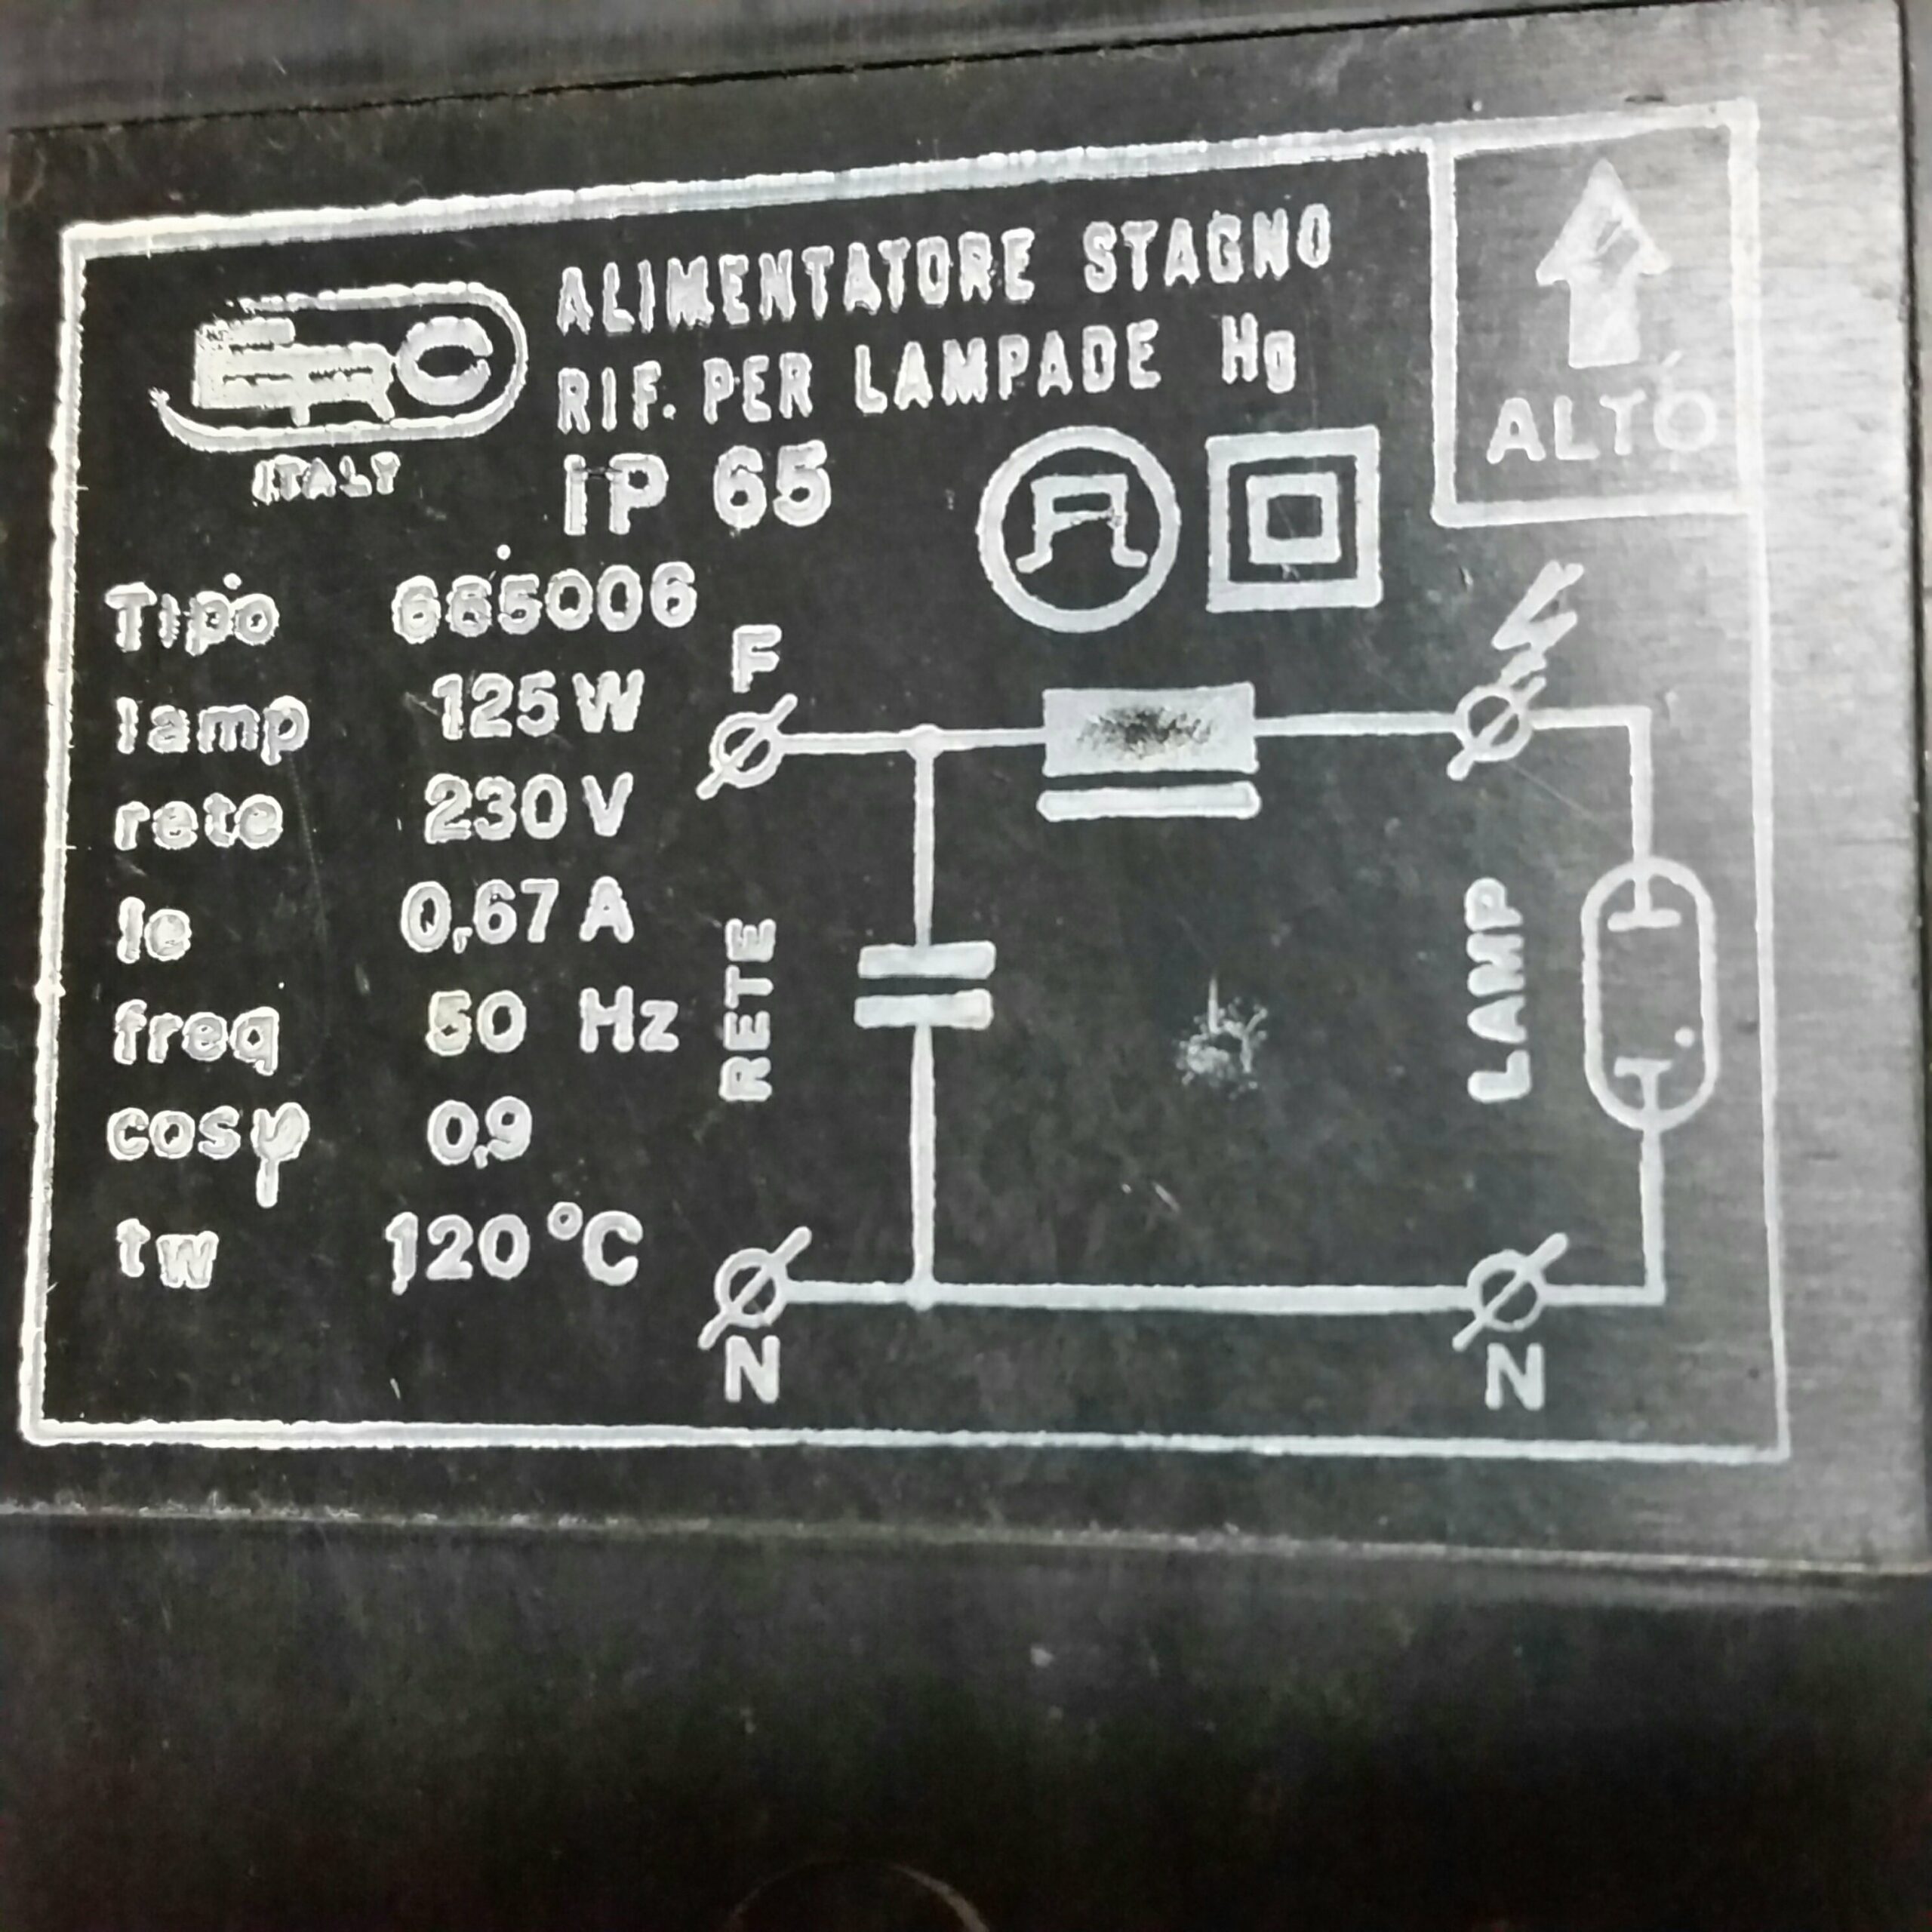 ITALY
ALIMENTATORE STAGNO
RIF. PER LAMPADE Hg
IP 65
ALTO
Tipo 665006
lamp 125 W
rete 230 V
Ie 0,67 A
freq 50 Hz
cosφ 0,9
tw 120 °C
F
RETE
N
LAMP
N